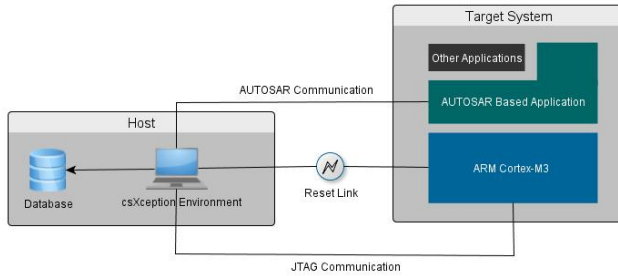 Target System
Other Applications
AUTOSAR Communication
AUTOSAR Based Application
Host
ARM Cortex-M3
Database
csXception Environment
Reset Link
JTAG Communication